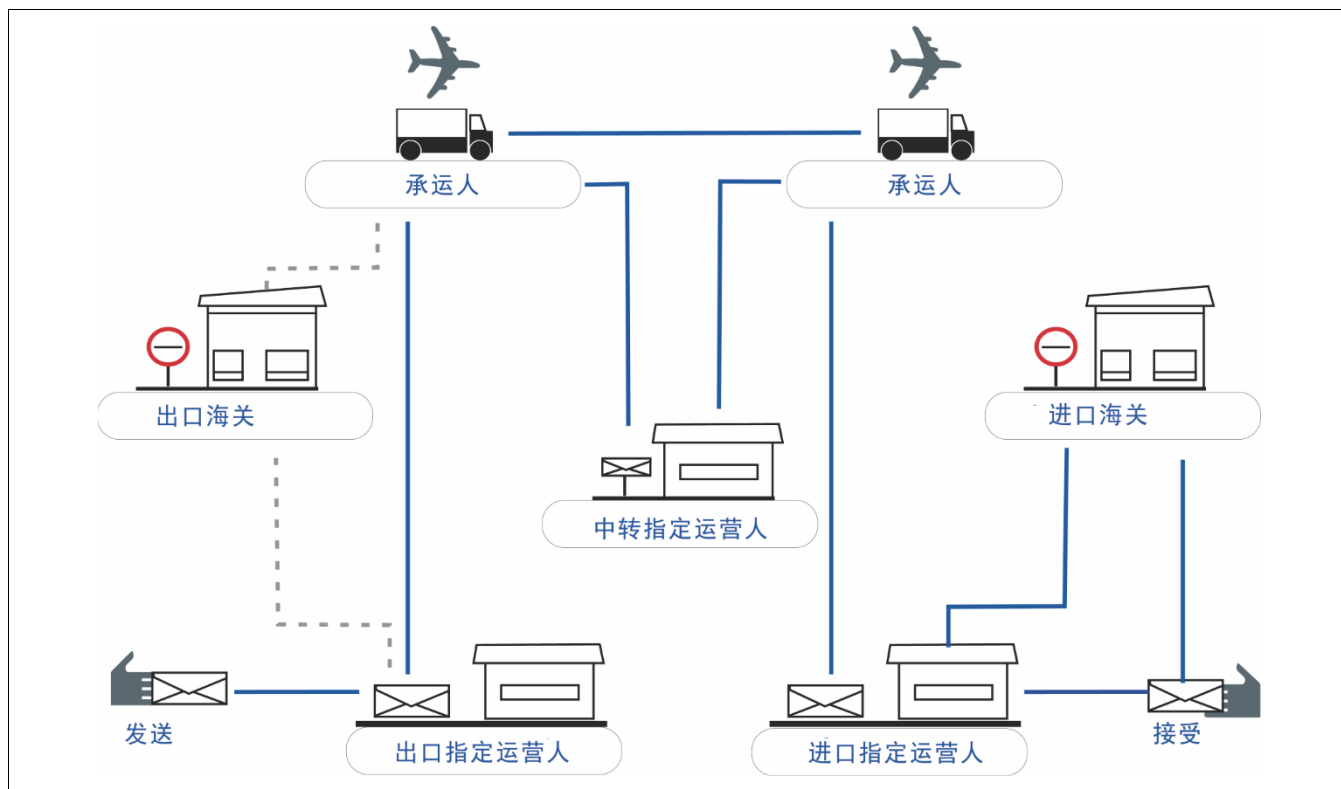 承运人
承运人
出口海关
进口海关
中转指定运营人
发送
接受
出口指定运营人
进口指定运营人